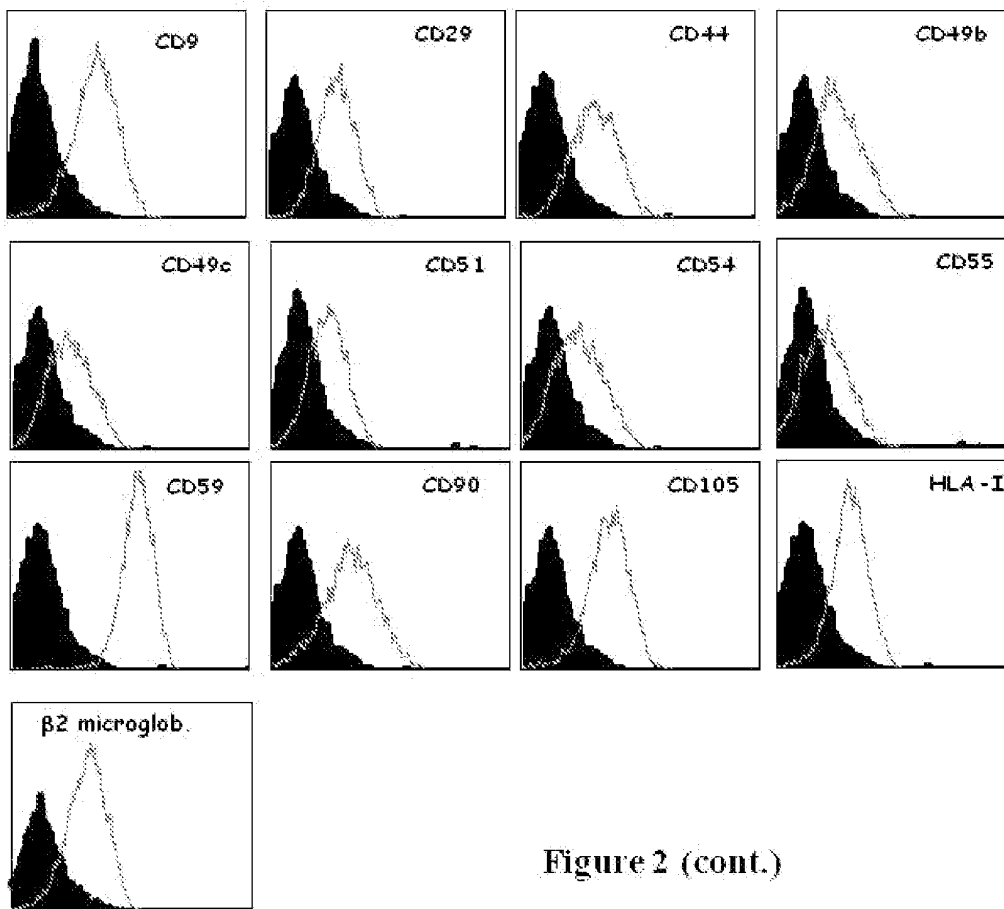 CD9
CD29
CD44
CD49b
CD49c
CD51
CD54
CD55
CD59
CD90
CD105
HLA-I
β2 microglob.
Figure 2 (cont.)